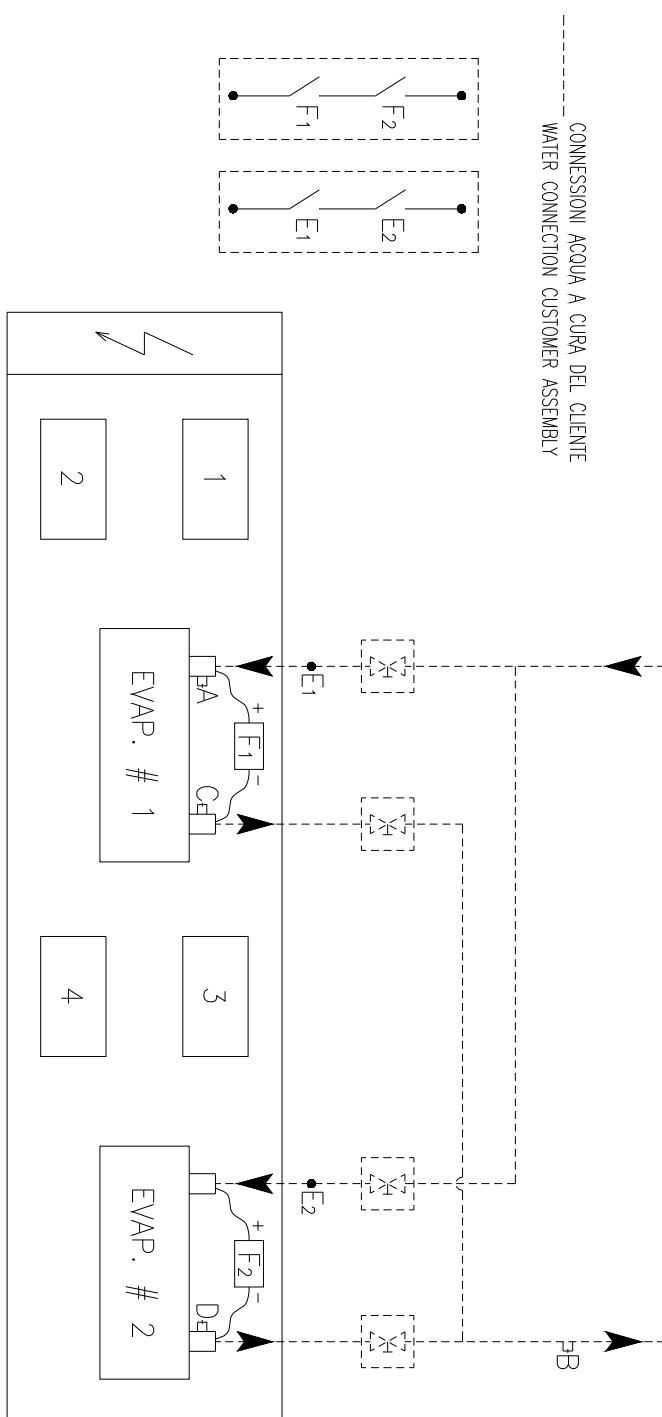 CONNESSIONI ACQUA A CURA DEL CLIENTE
WATER CONNECTION CUSTOMER ASSEMBLY
F1
F2
E1
E2
2
1
EVAP. # 1
A
C
+
F1
-
E1
4
3
EVAP. # 2
D
+
F2
-
E2
B